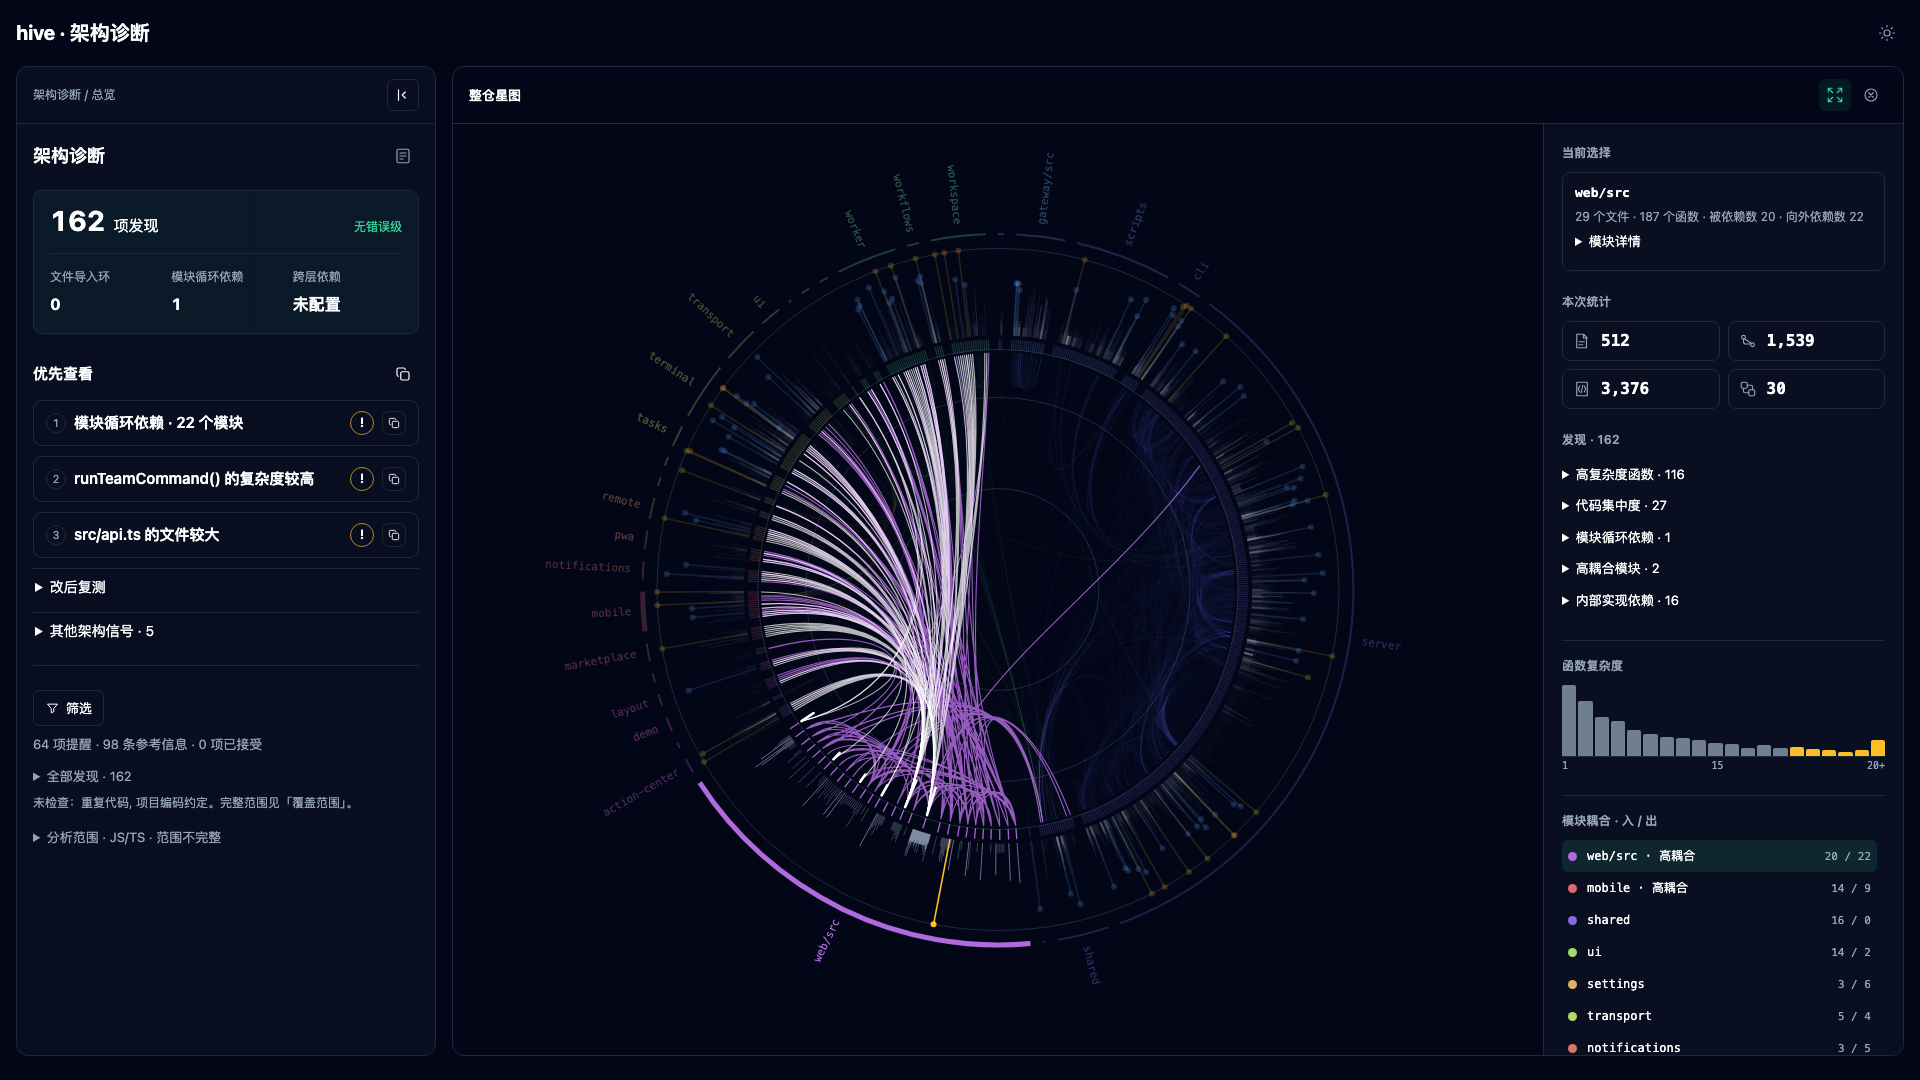 hive · 架构诊断
架构诊断 / 总览
架构诊断
162 项发现
无错误级
文件导入环
模块循环依赖
跨层依赖
0
1
未配置
优先查看
1 模块循环依赖 · 22 个模块 !
2 runTeamCommand() 的复杂度较高 !
3 src/api.ts 的文件较大 !
改后复测
其他架构信号 · 5
筛选
64 项提醒 · 98 条参考信息 · 0 项已接受
全部发现 · 162
未检查：重复代码, 项目编码约定。完整范围见「覆盖范围」。
分析范围 · JS/TS · 范围不完整
整仓星图
gateway/src
scripts
cli
server
shared
web/src
action-center
demo
layout
marketplace
mobile
notifications
pwa
remote
tasks
terminal
transport
ui
worker
workflows
workspace
当前选择
web/src
29 个文件 · 187 个函数 · 被依赖数 20 · 向外依赖数 22
模块详情
本次统计
512
1,539
3,376
30
发现 · 162
高复杂度函数 · 116
代码集中度 · 27
模块循环依赖 · 1
高耦合模块 · 2
内部实现依赖 · 16
函数复杂度
1
15
20+
模块耦合 · 入 / 出
web/src · 高耦合 20 / 22
mobile · 高耦合 14 / 9
shared 16 / 0
ui 14 / 2
settings 3 / 6
transport 5 / 4
notifications 3 / 5